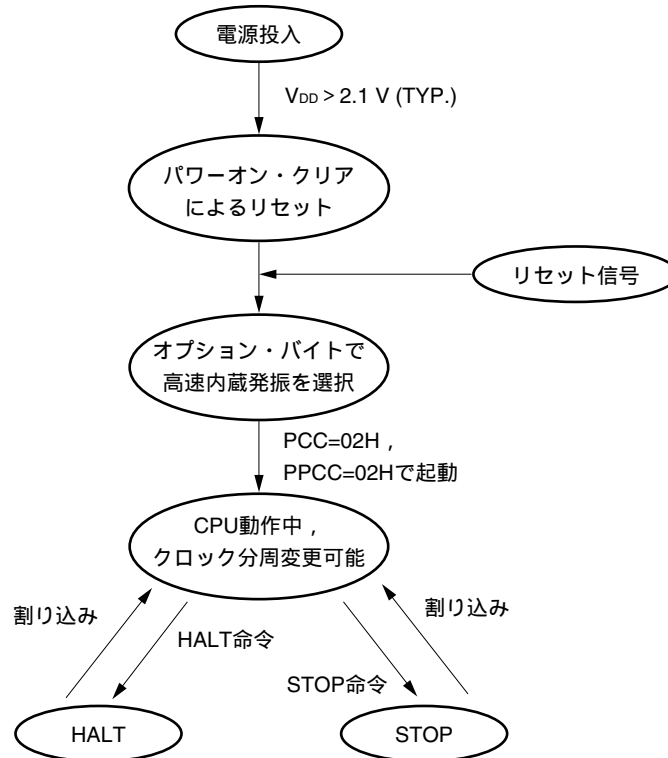 電源投入
VDD > 2.1 V (TYP.)
パワーオン・クリア
によるリセット
リセット信号
オプション・バイトで
高速内蔵発振を選択
PCC=02H ,
PPCC=02Hで起動
CPU動作中 ,
クロック分周変更可能
割り込み
割り込み
HALT命令
STOP命令
HALT
STOP